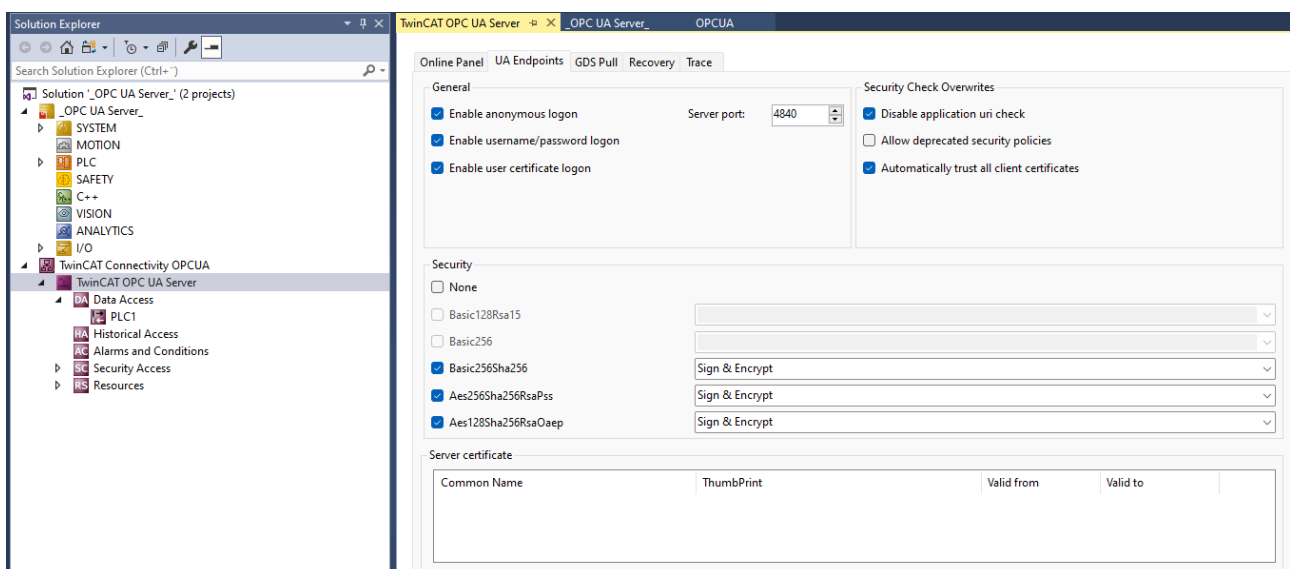 Solution Explorer
Search Solution Explorer (Ctrl+¨)
Solution '_OPC UA Server_' (2 projects)
_OPC UA Server_
SYSTEM
MOTION
PLC
SAFETY
C++
VISION
ANALYTICS
I/O
TwinCAT Connectivity OPCUA
TwinCAT OPC UA Server
DA Data Access
PLC1
HA Historical Access
AC Alarms and Conditions
SC Security Access
RS Resources
TwinCAT OPC UA Server _OPC UA Server_ OPCUA
Online Panel UA Endpoints GDS Pull Recovery Trace
General
Enable anonymous logon Server port: 4840
Enable username/password logon
Enable user certificate logon
Security Check Overwrites
Disable application uri check
Allow deprecated security policies
Automatically trust all client certificates
Security
None
Basic128Rsa15
Basic256
Basic256Sha256 Sign & Encrypt
Aes256Sha256RsaPss Sign & Encrypt
Aes128Sha256RsaOaep Sign & Encrypt
Server certificate
Common Name ThumbPrint Valid from Valid to